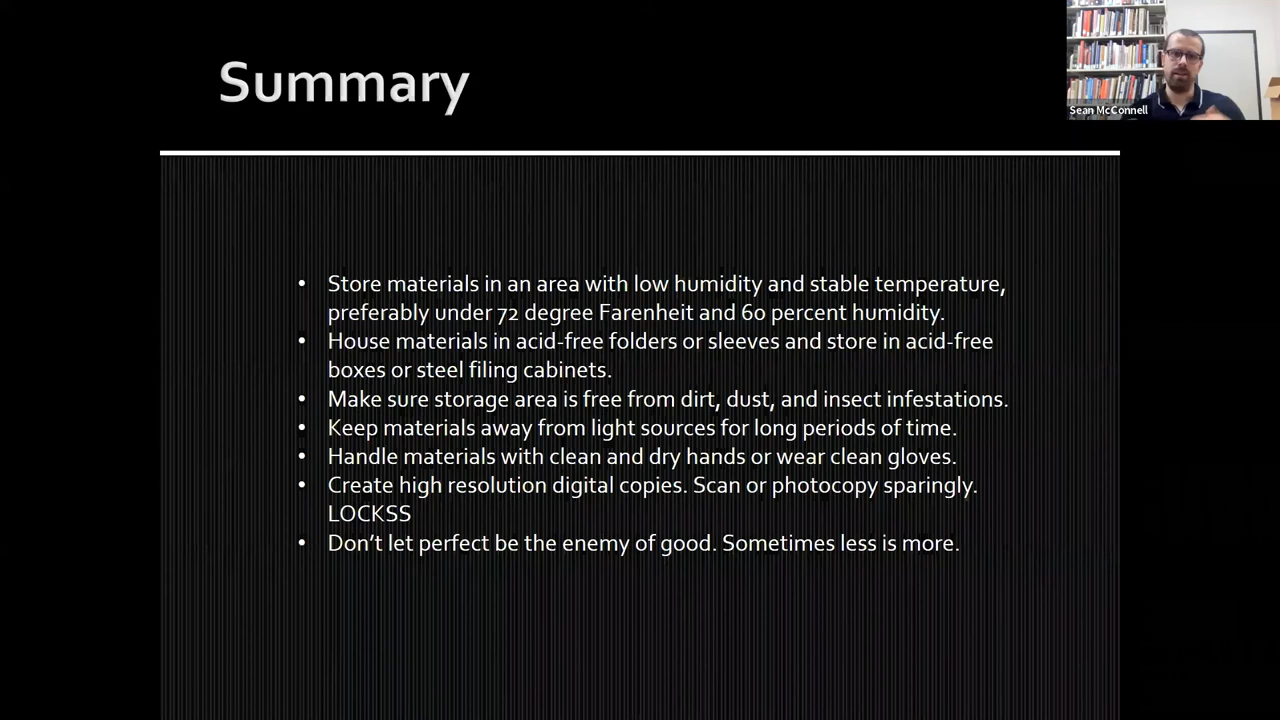 Summary
Sean McConnell
• Store materials in an area with low humidity and stable temperature,
preferably under 72 degree Farenheit and 60 percent humidity.
• House materials in acid-free folders or sleeves and store in acid-free
boxes or steel filing cabinets.
• Make sure storage area is free from dirt, dust, and insect infestations.
• Keep materials away from light sources for long periods of time.
• Handle materials with clean and dry hands or wear clean gloves.
• Create high resolution digital copies. Scan or photocopy sparingly.
LOCKSS
• Don’t let perfect be the enemy of good. Sometimes less is more.